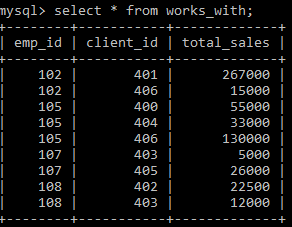 mysql> select * from works_with;
+--------+-----------+-------------+
| emp_id | client_id | total_sales |
+--------+-----------+-------------+
|    102 |       401 |      267000 |
|    102 |       406 |       15000 |
|    105 |       400 |       55000 |
|    105 |       404 |       33000 |
|    105 |       406 |      130000 |
|    107 |       403 |        5000 |
|    107 |       405 |       26000 |
|    108 |       402 |       22500 |
|    108 |       403 |       12000 |
+--------+-----------+-------------+